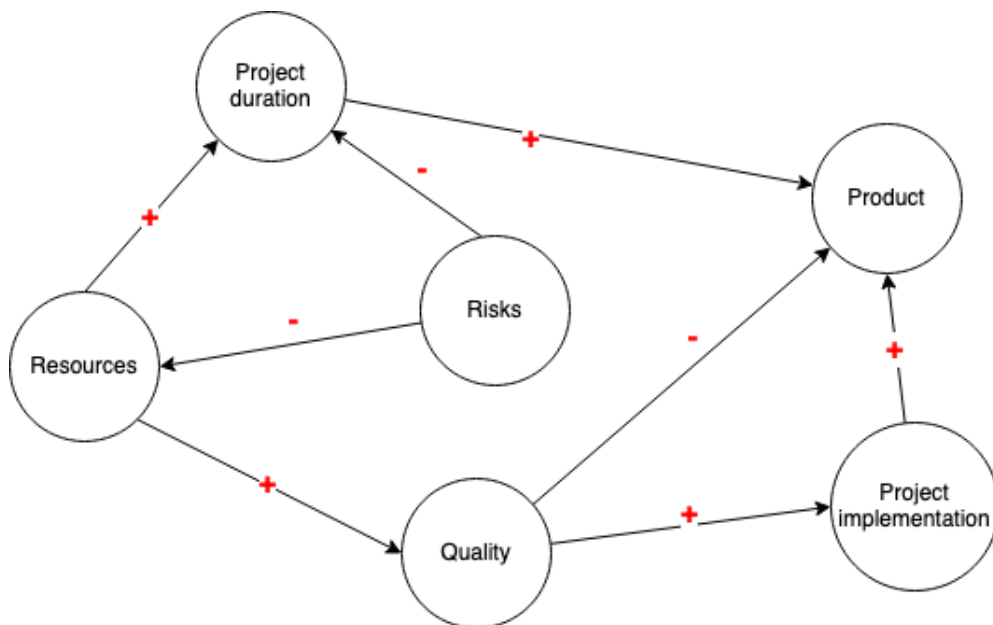 Project
duration
+
-
Product
+
Risks
-
Resources
-
+
+
Project
implementation
+
Quality